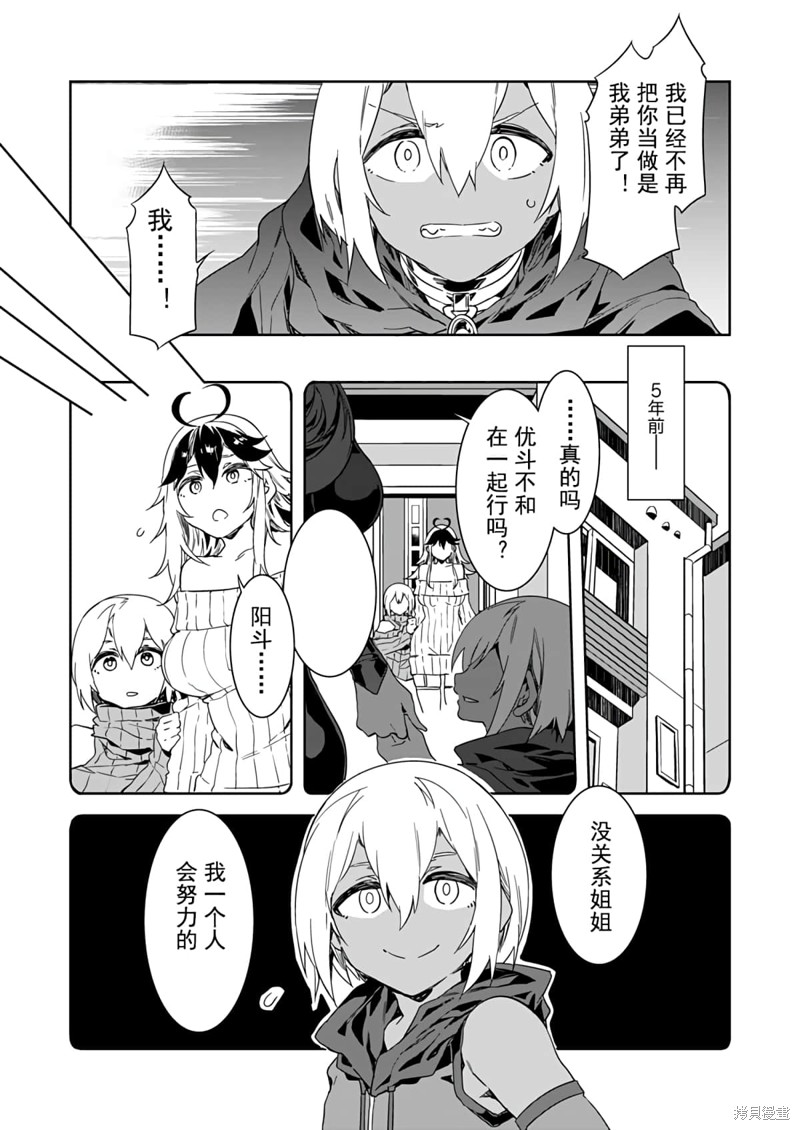 我已经不再
把你当做是
我弟弟了！
我……！
5年前——
……真的吗
优斗不和
在一起行吗？
阳斗……
没关系姐姐
我一个人
会努力的
拷貝漫畫